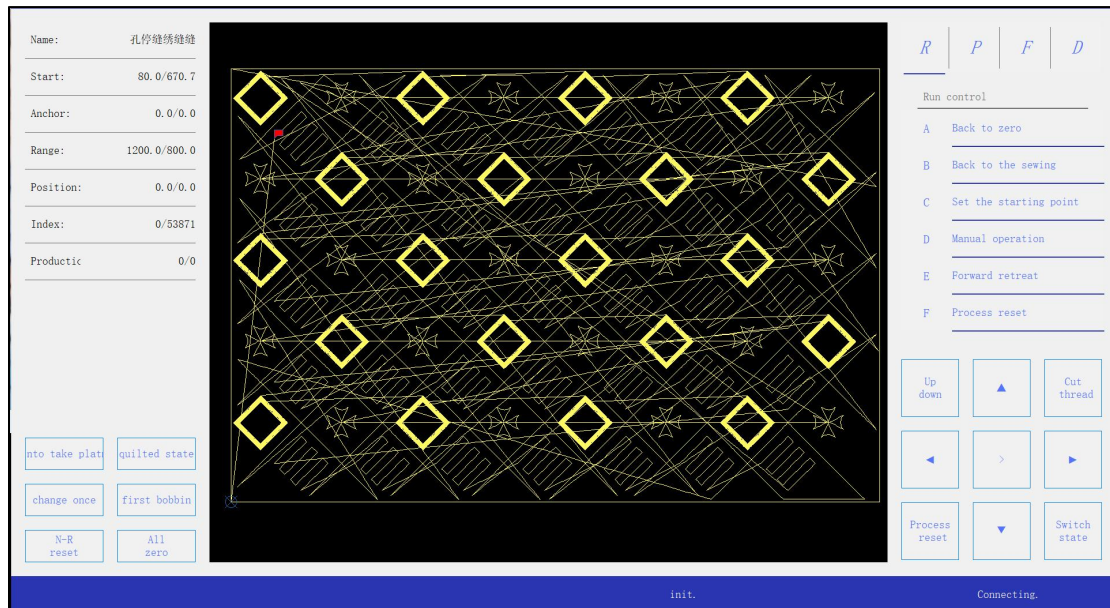 Name: 孔停缝绣缝缝
Start: 80.0/670.7
Anchor: 0.0/0.0
Range: 1200.0/800.0
Position: 0.0/0.0
Index: 0/53871
Productic 0/0
nto take plat
quilted state
change once
first bobbin
N-R
reset
All
zero
R P F D
Run control
A Back to zero
B Back to the sewing
C Set the starting point
D Manual operation
E Forward retreat
F Process reset
Up
down
▲
Cut
thread
◄
>
►
Process
reset
▼
Switch
state
init.
Connecting.